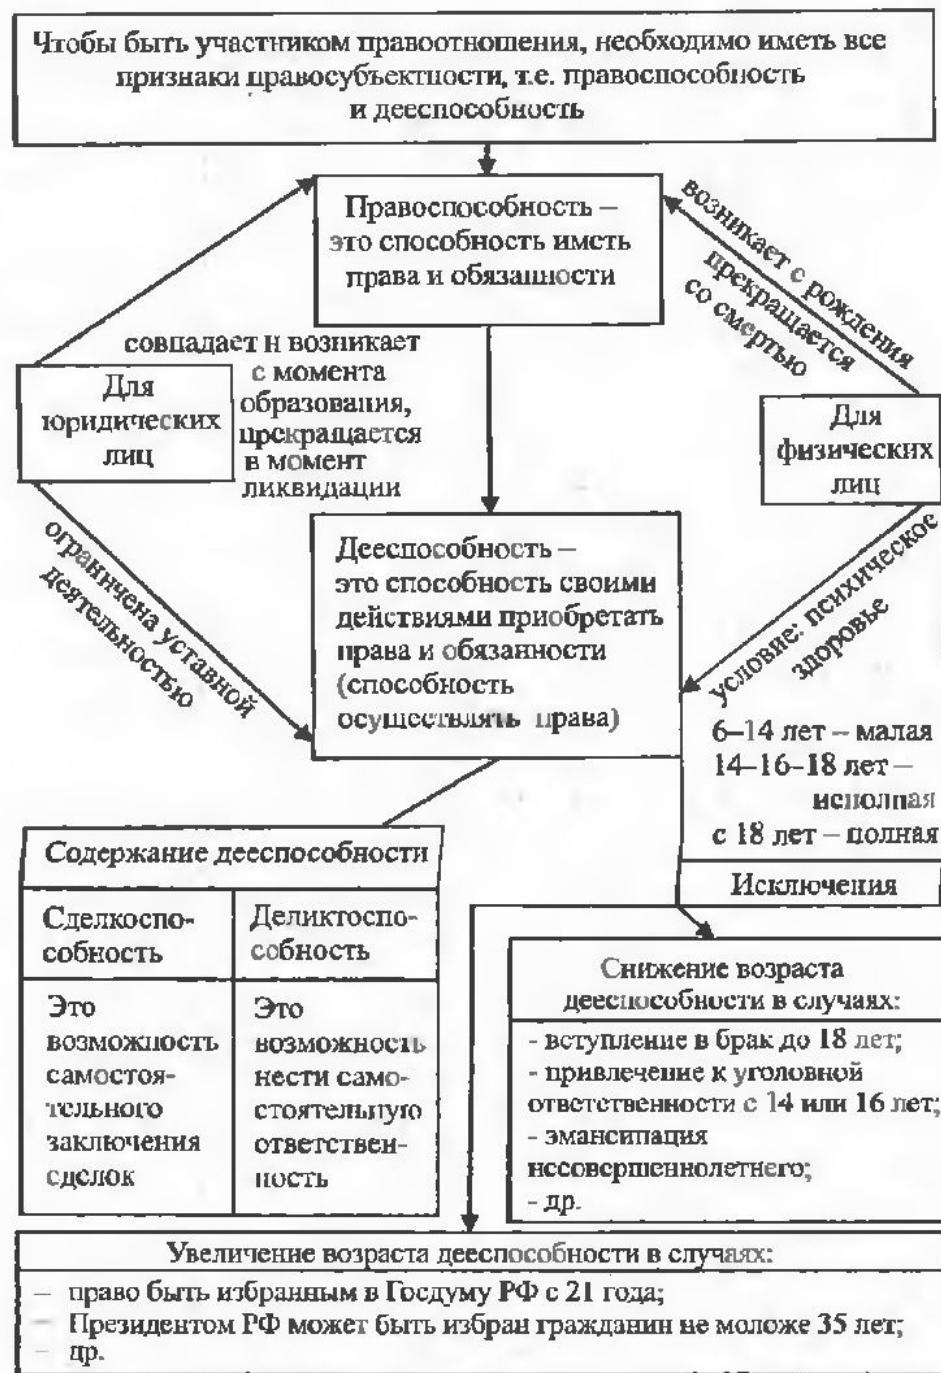 Чтобы быть участником правоотношения, необходимо иметь все
признаки правосубъектности, т.е. правоспособность
и дееспособность
Правоспособность –
это способность иметь
права и обязанности
возникает с рождения
прекращается
со смертью
совпадает и возникает
с момента
образования,
прекращается
в момент
ликвидации
Для
юридических
лиц
Для
физических
лиц
ограничена уставной
деятельностью
Дееспособность –
это способность своими
действиями приобретать
права и обязанности
(способность
осуществлять права)
условие: психическое
здоровье
6–14 лет – малая
14–16–18 лет –
неполная
с 18 лет – полная
Исключения
Содержание дееспособности
Сделкоспо-
собность
Деликтоспо-
собность
Это
возможность
самостоя-
тельного
заключения
сделок
Это
возможность
нести само-
стоятельную
ответствен-
ность
Снижение возраста
дееспособности в случаях:
- вступление в брак до 18 лет;
- привлечение к уголовной
ответственности с 14 или 16 лет;
- эмансипация
несовершеннолетнего;
- др.
Увеличение возраста дееспособности в случаях:
– право быть избранным в Госдуму РФ с 21 года;
– Президентом РФ может быть избран гражданин не моложе 35 лет;
– др.